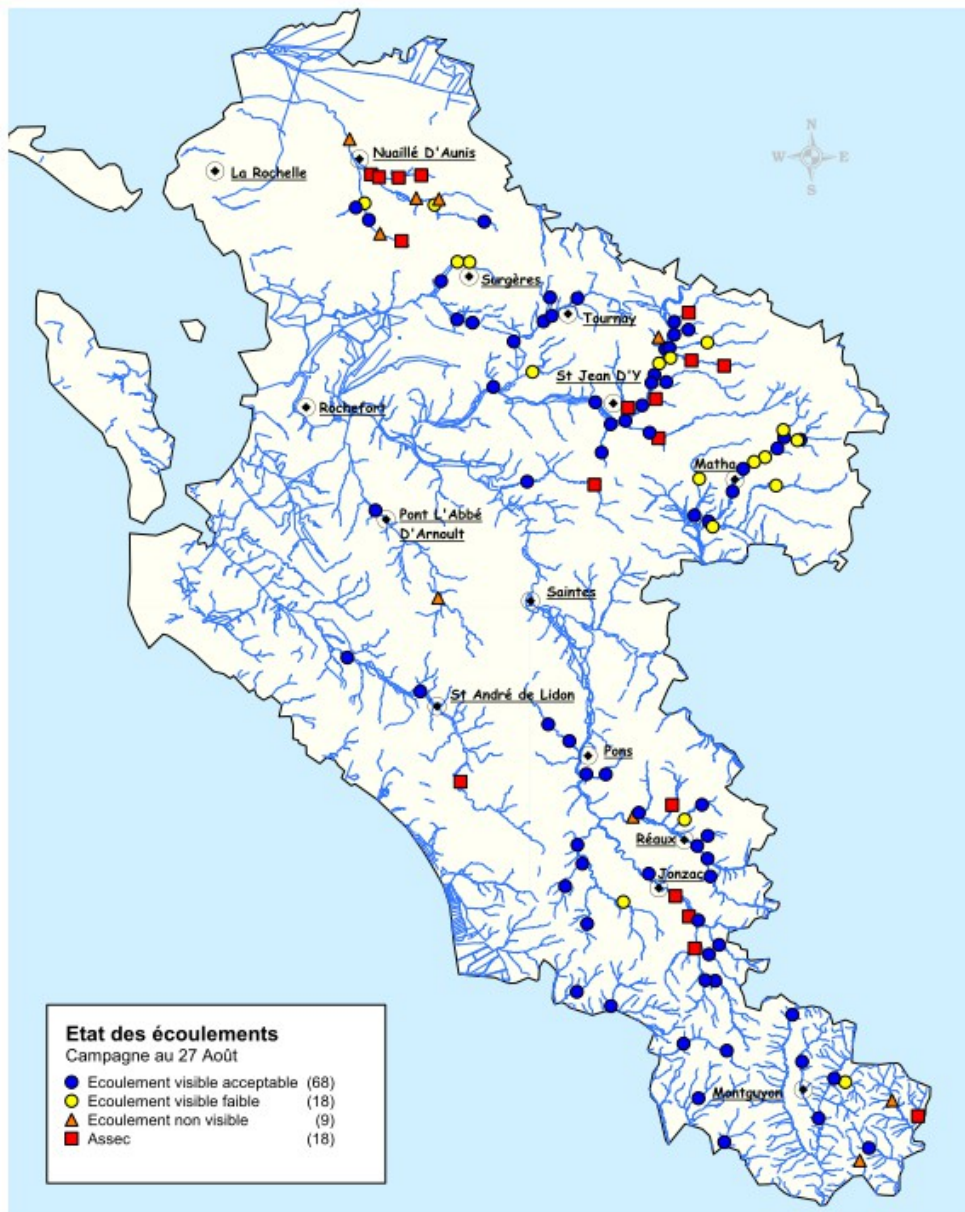 N
W
E
S
Nuaillé D'Aunis
La Rochelle
Surgères
Tournay
St Jean D'Y
Rochefort
Matha
Pont L'Abbé
D'Arnoult
Saintes
St André de Lidon
Pons
Réaux
Jonzac
Montguyon
Etat des écoulements
Campagne au 27 Août
Ecoulement visible acceptable (68)
Ecoulement visible faible (18)
Ecoulement non visible (9)
Assec (18)